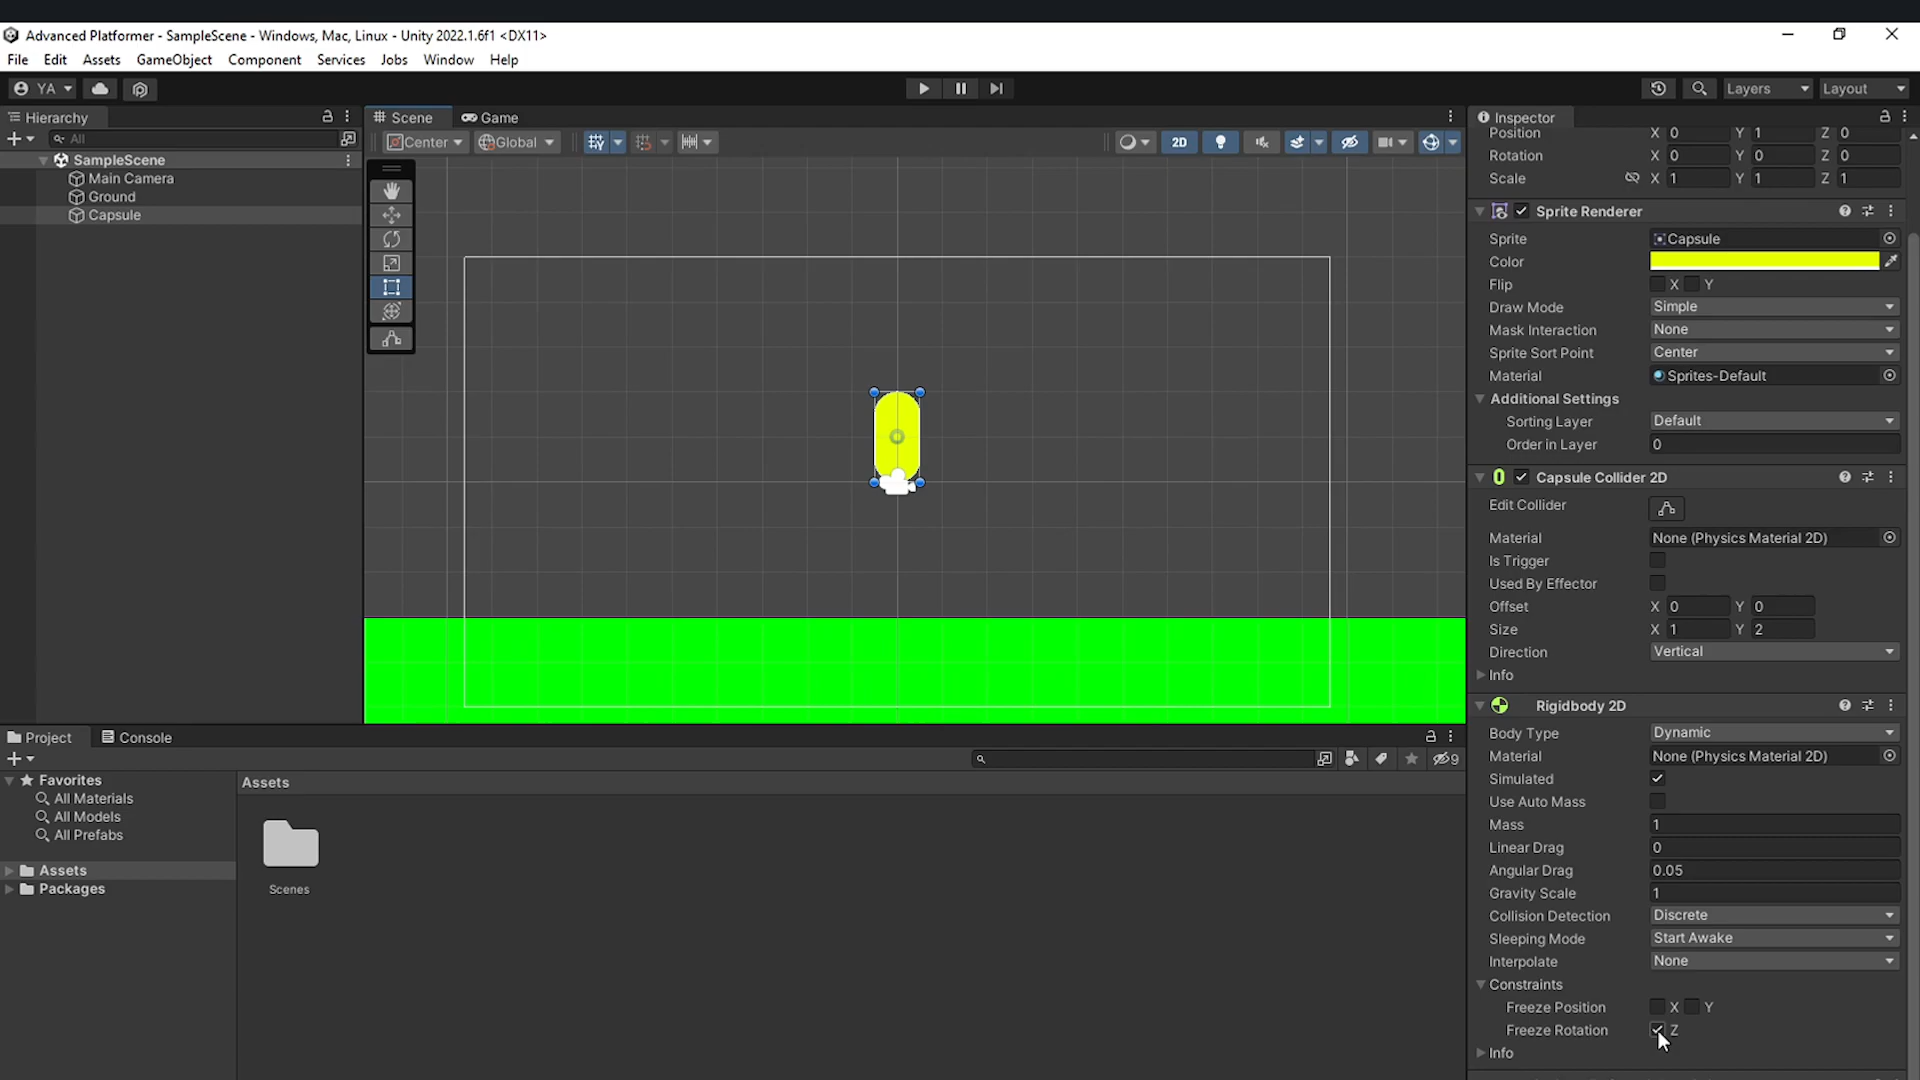 Advanced Platformer - SampleScene - Windows, Mac, Linux - Unity 2022.1.6f1 <DX11>
File Edit Assets GameObject Component Services Jobs Window Help
YA Layers Layout
Hierarchy
All
SampleScene
Main Camera
Ground
Capsule
Scene Game
Center Global 2D
Inspector
Position X 0 Y 1 Z 0
Rotation X 0 Y 0 Z 0
Scale X 1 Y 1 Z 1
Sprite Renderer
Sprite Capsule
Color
Flip X Y
Draw Mode Simple
Mask Interaction None
Sprite Sort Point Center
Material Sprites-Default
Additional Settings
Sorting Layer Default
Order in Layer 0
Capsule Collider 2D
Edit Collider
Material None (Physics Material 2D)
Is Trigger
Used By Effector
Offset X 0 Y 0
Size X 1 Y 2
Direction Vertical
Info
Rigidbody 2D
Body Type Dynamic
Material None (Physics Material 2D)
Simulated
Use Auto Mass
Mass 1
Linear Drag 0
Angular Drag 0.05
Gravity Scale 1
Collision Detection Discrete
Sleeping Mode Start Awake
Interpolate None
Constraints
Freeze Position X Y
Freeze Rotation Z
Info
Project Console
9
Favorites
All Materials
All Models
All Prefabs
Assets
Packages
Assets
Scenes